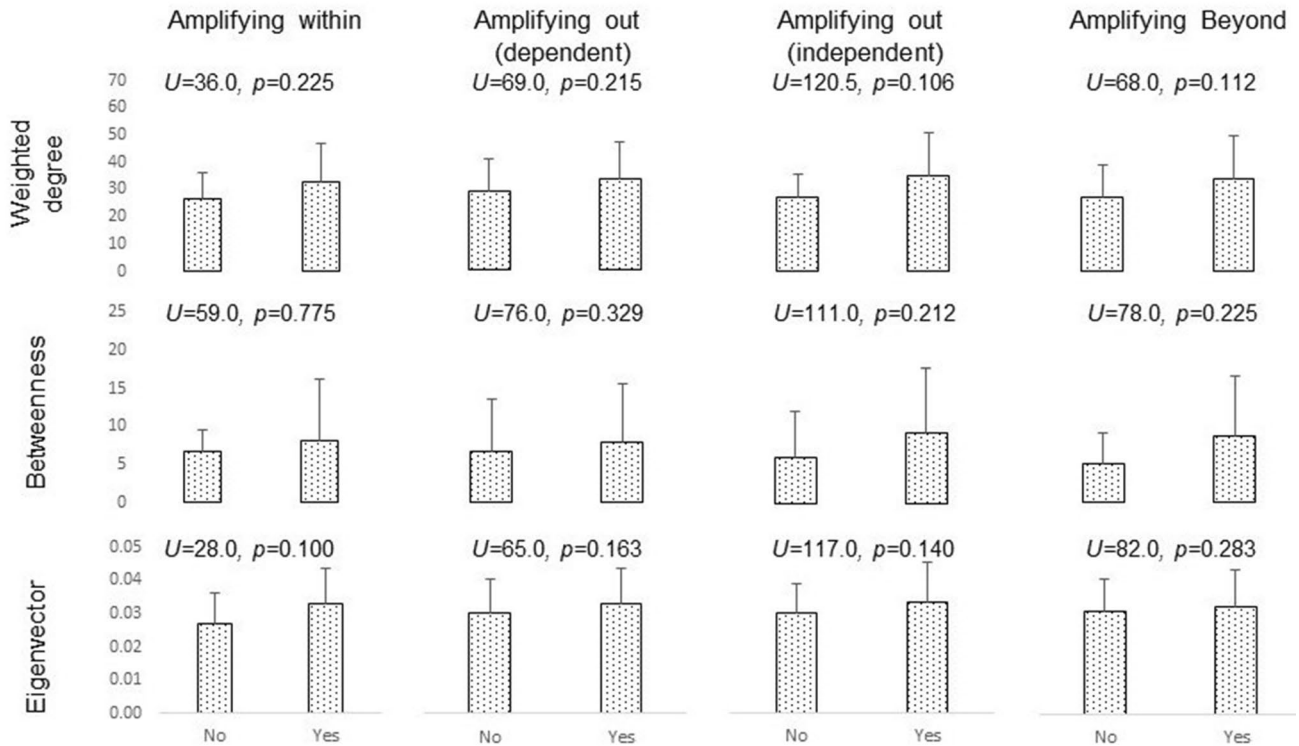 Amplifying within
Amplifying out
(dependent)
Amplifying out
(independent)
Amplifying Beyond
Weighted
degree
70
60
50
40
30
20
10
0
U=36.0, p=0.225
U=69.0, p=0.215
U=120.5, p=0.106
U=68.0, p=0.112
Betweenness
25
20
15
10
5
0
U=59.0, p=0.775
U=76.0, p=0.329
U=111.0, p=0.212
U=78.0, p=0.225
Eigenvector
0.05
0.04
0.03
0.02
0.01
0.00
U=28.0, p=0.100
U=65.0, p=0.163
U=117.0, p=0.140
U=82.0, p=0.283
No Yes No Yes No Yes No Yes